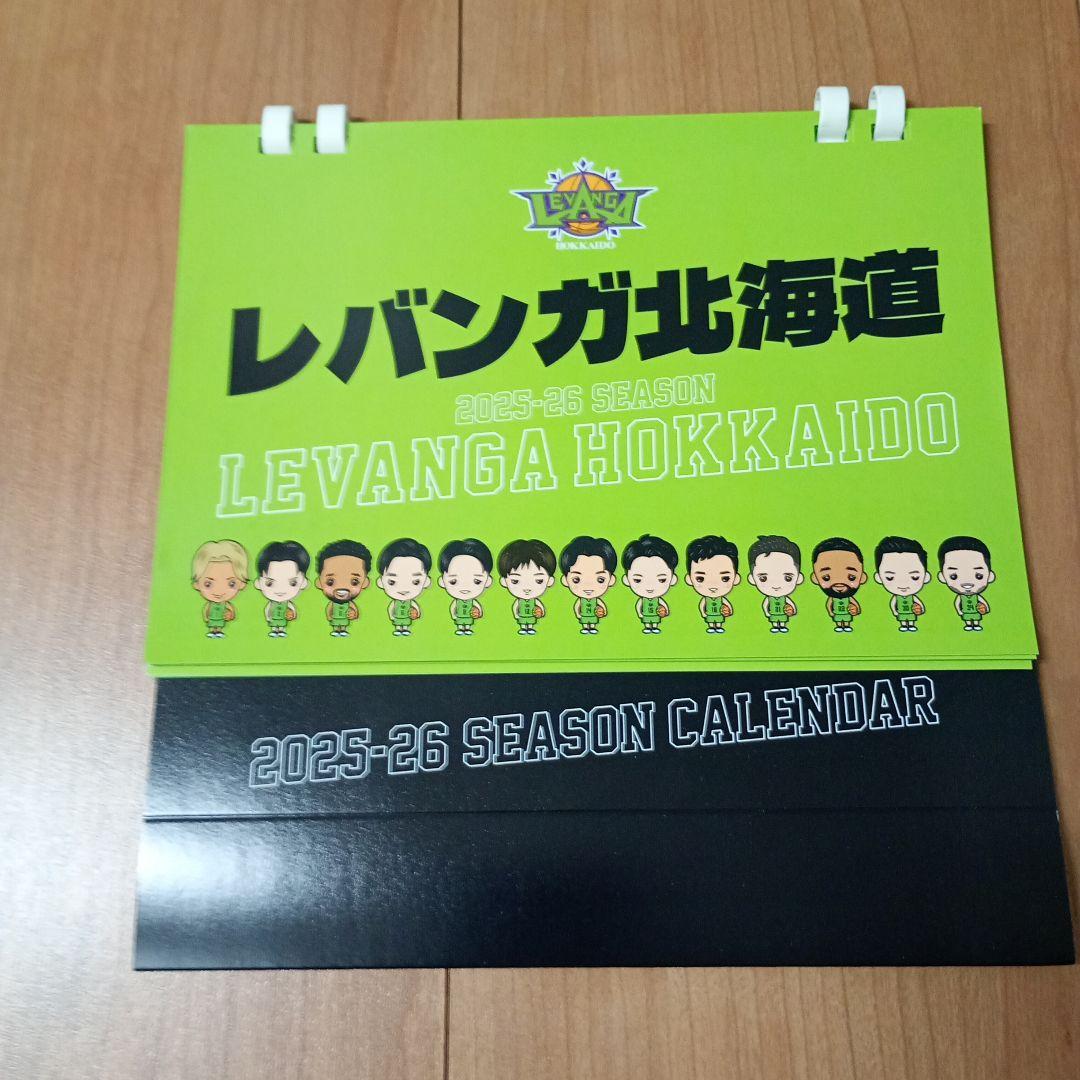 LEVANGA
HOKKAIDO
レバンガ北海道
2025-26 SEASON
LEVANGA HOKKAIDO
2025-26 SEASON CALENDAR